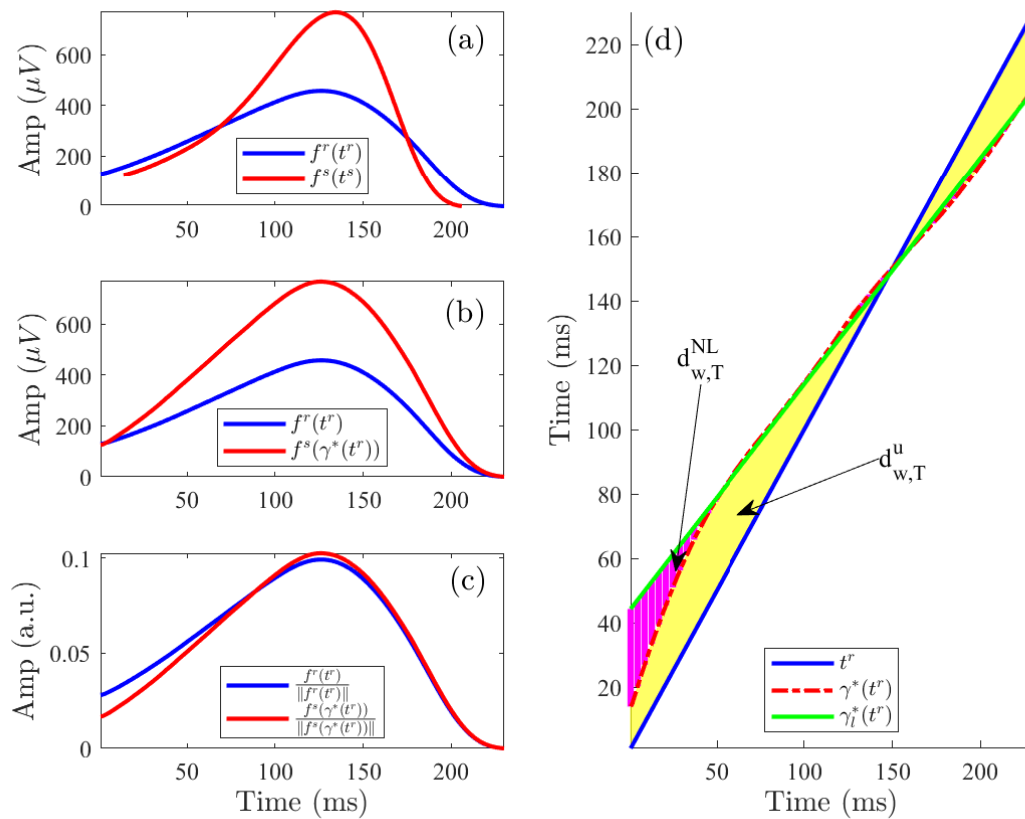 (a)
Amp (μV)
600
400
200
0
f^r(t^r)
f^s(t^s)
50 100 150 200
(b)
Amp (μV)
600
400
200
0
f^r(t^r)
f^s(γ*(t^r))
50 100 150 200
(c)
Amp (a.u.)
0.1
0.05
0
f^r(t^r) / ‖f^r(t^r)‖
f^s(γ*(t^r)) / ‖f^s(γ*(t^r))‖
50 100 150 200
Time (ms)
(d)
Time (ms)
220
200
180
160
140
120
100
80
60
40
20
d^NL_w,T
d^u_w,T
t^r
γ*(t^r)
γ*_l(t^r)
50 100 150 200
Time (ms)